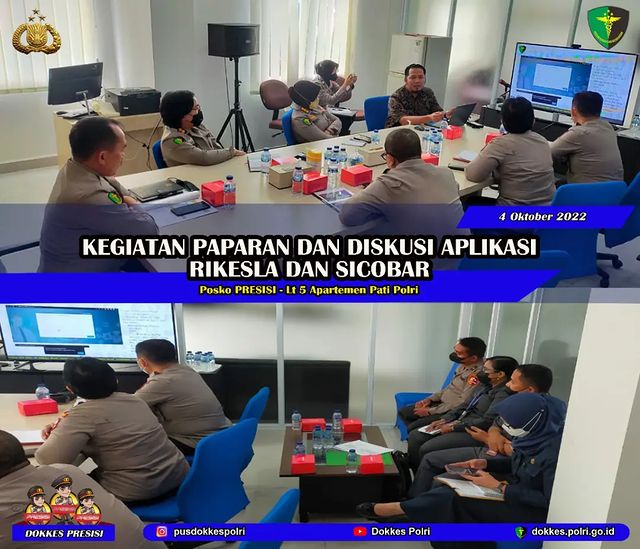 4 Oktober 2022
KEGIATAN PAPARAN DAN DISKUSI APLIKASI
RIKESLA DAN SICOBAR
Posko PRESISI - Lt 5 Apartemen Pati Polri
DOKKES PRESISI
pusdokkespolri
Dokkes Polri
dokkes.polri.go.id